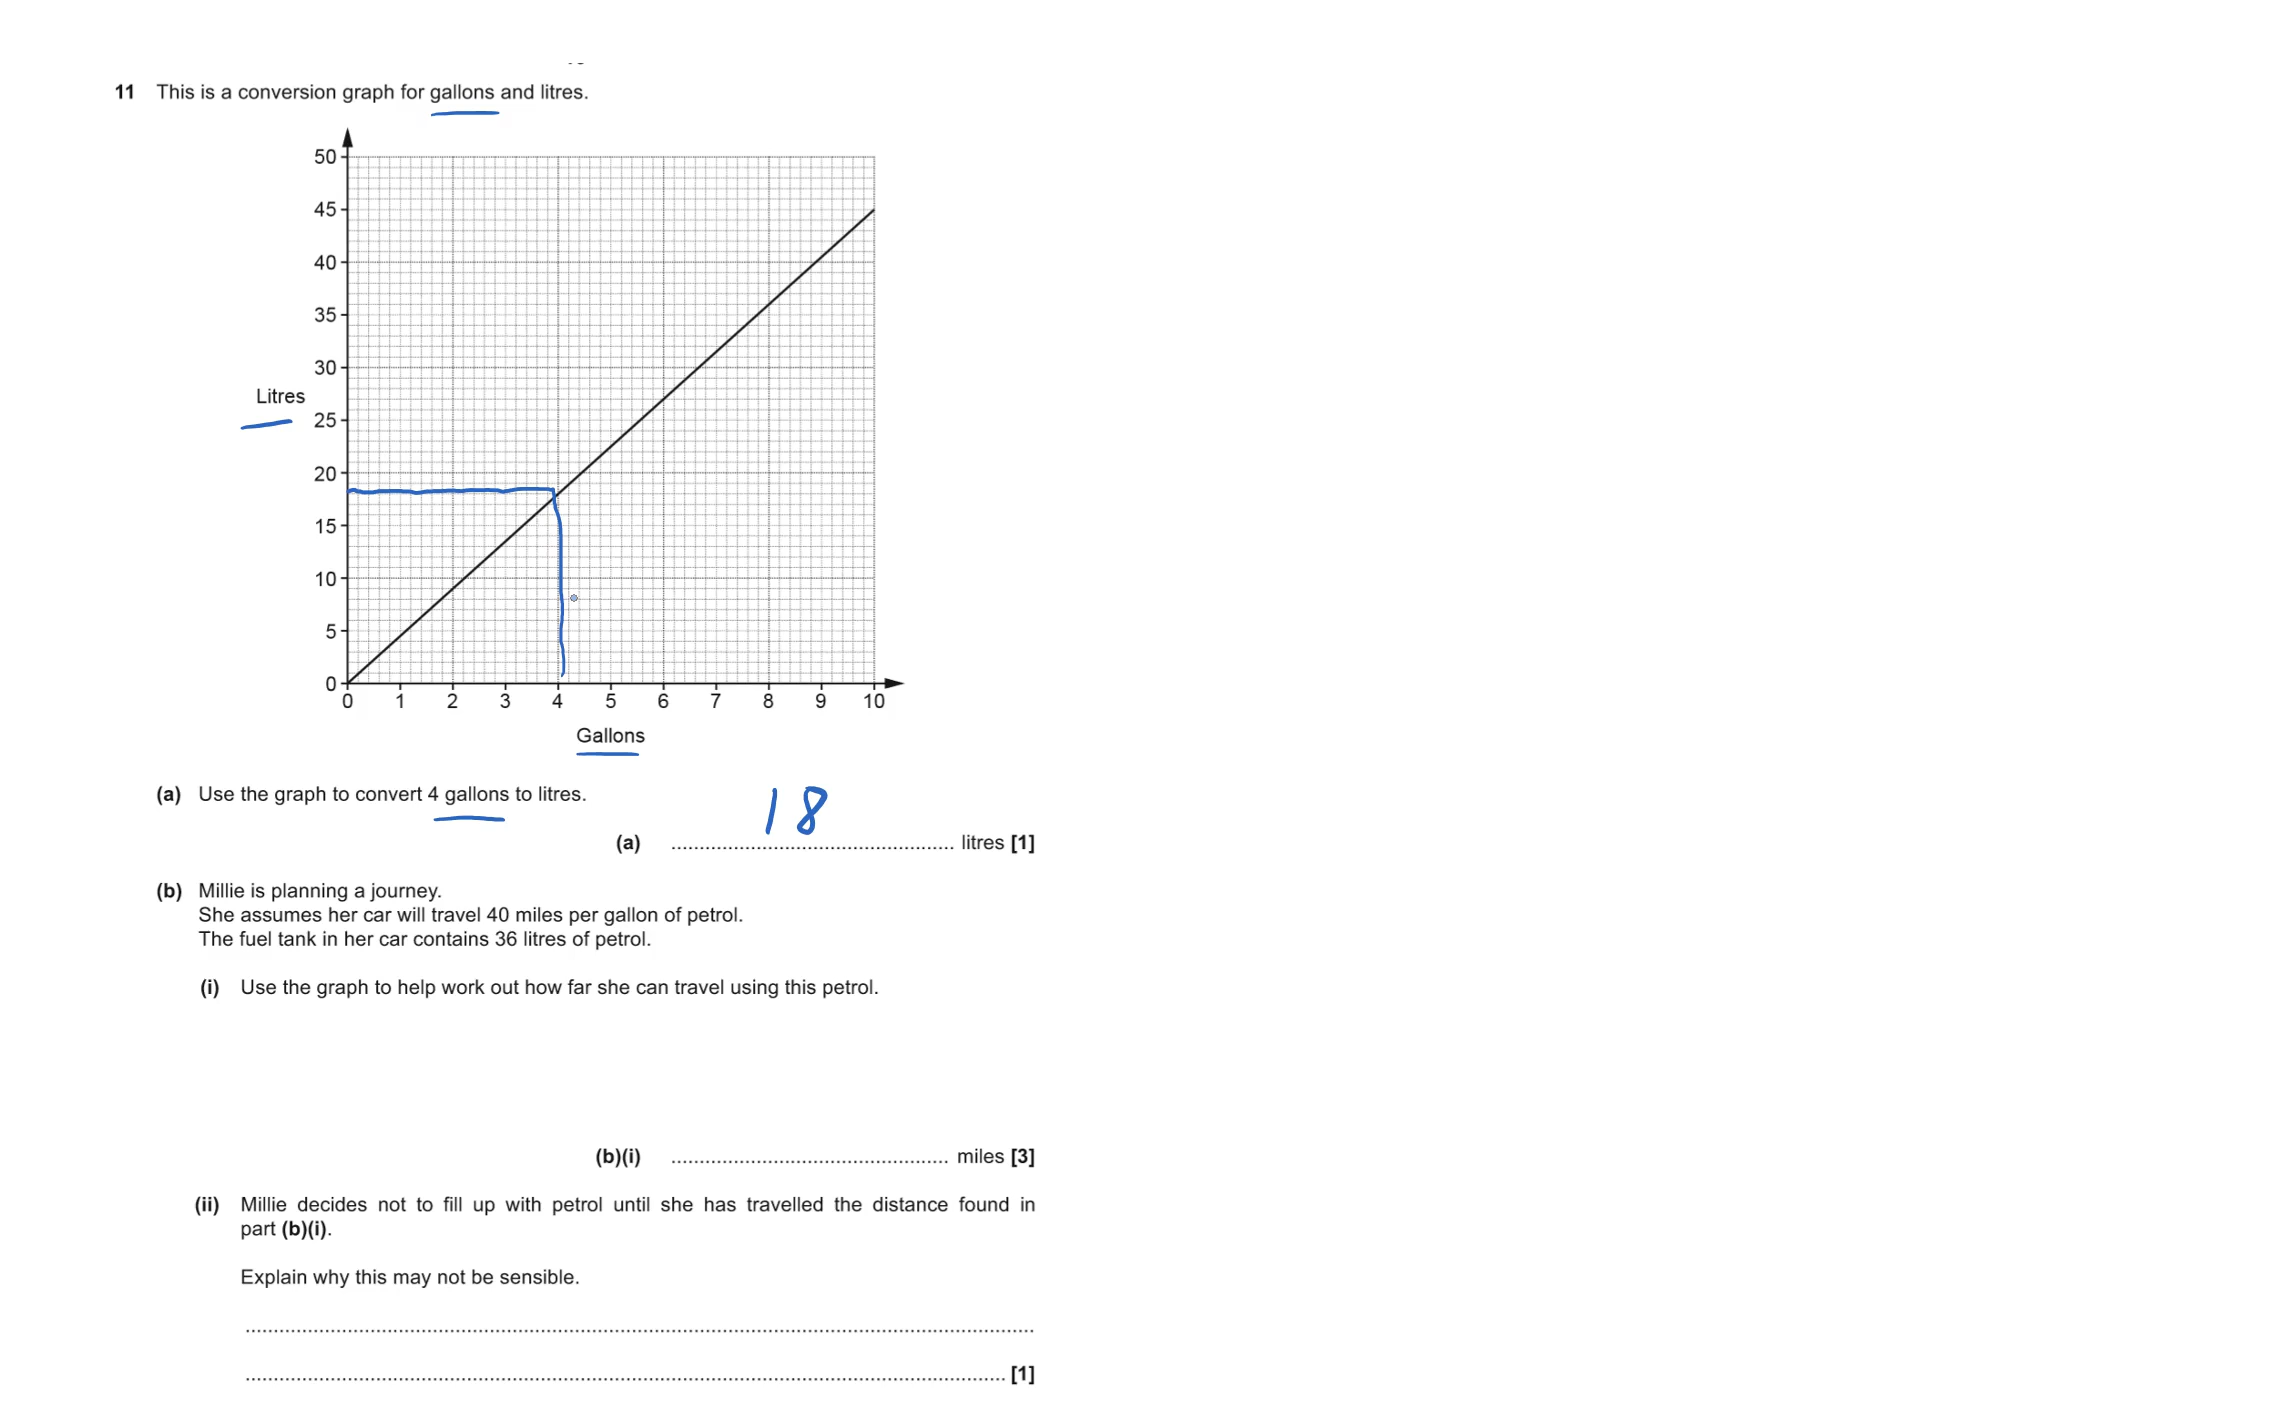 11 This is a conversion graph for gallons and litres.
50
45
40
35
30
Litres
25
20
15
10
5
0
0 1 2 3 4 5 6 7 8 9 10
Gallons
(a) Use the graph to convert 4 gallons to litres.
18
(a) .................................................. litres [1]
(b) Millie is planning a journey.
She assumes her car will travel 40 miles per gallon of petrol.
The fuel tank in her car contains 36 litres of petrol.
(i) Use the graph to help work out how far she can travel using this petrol.
(b)(i) ................................................. miles [3]
(ii) Millie decides not to fill up with petrol until she has travelled the distance found in
part (b)(i).
Explain why this may not be sensible.
[1]